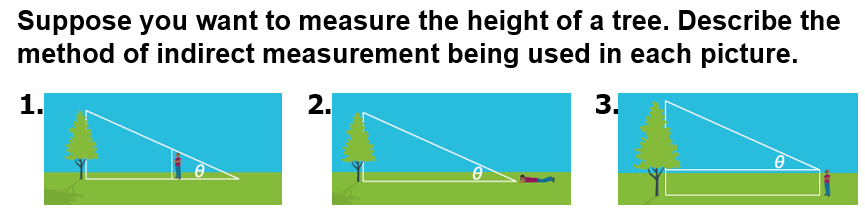 Suppose you want to measure the height of a tree. Describe the
method of indirect measurement being used in each picture.
1. 2. 3.
θ θ θ